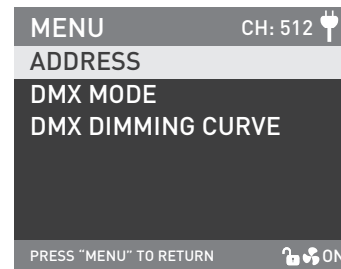 MENU CH: 512
ADDRESS
DMX MODE
DMX DIMMING CURVE
PRESS “MENU” TO RETURN ON